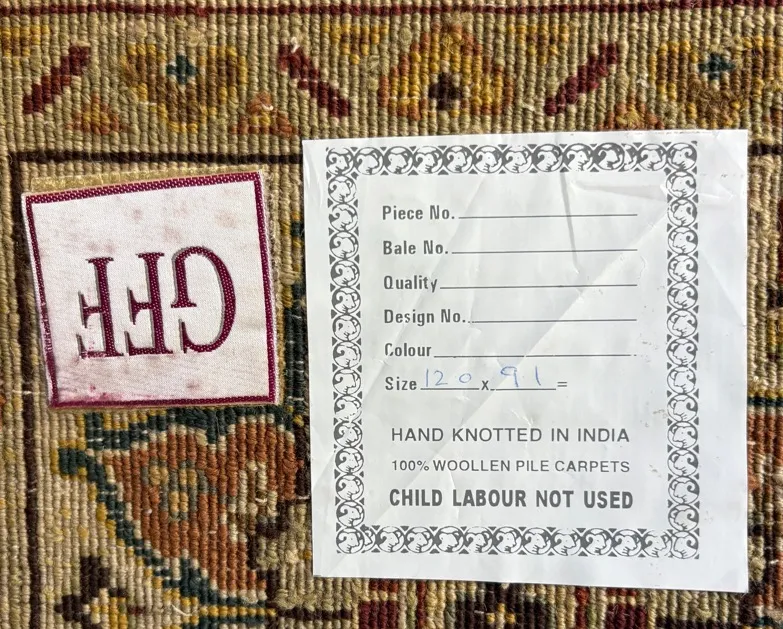 GFF
Piece No.
Bale No.
Quality
Design No.
Colour
Size 120 x 91 =
HAND KNOTTED IN INDIA
100% WOOLLEN PILE CARPETS
CHILD LABOUR NOT USED